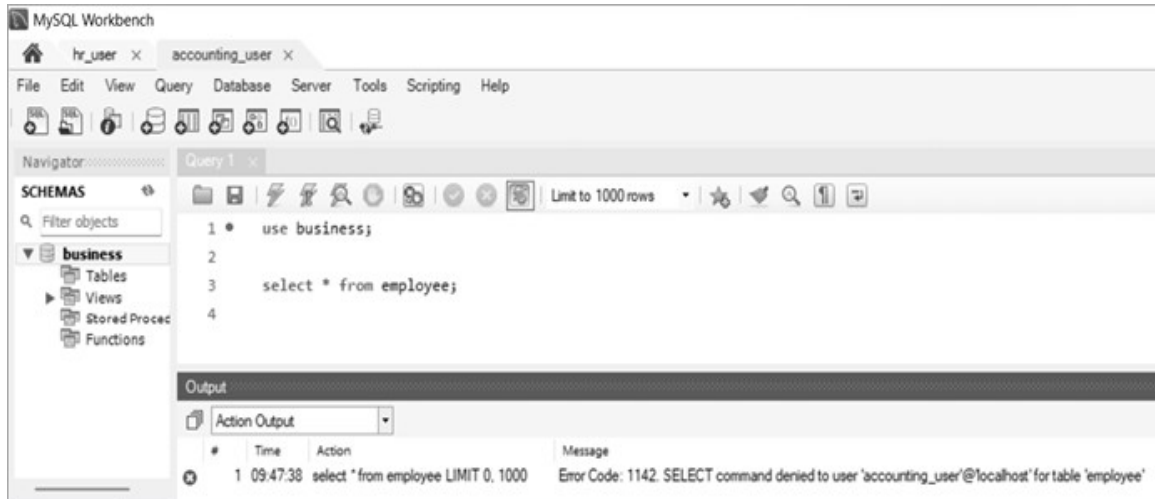 MySQL Workbench
hr_user × accounting_user ×
File Edit View Query Database Server Tools Scripting Help
Navigator
Query 1 ×
SCHEMAS
Limit to 1000 rows
Filter objects
business
Tables
Views
Stored Proced
Functions
1 use business;
2
3 select * from employee;
4
Output
Action Output
# Time Action Message
1 09:47:38 select * from employee LIMIT 0, 1000 Error Code: 1142. SELECT command denied to user 'accounting_user'@'localhost' for table 'employee'